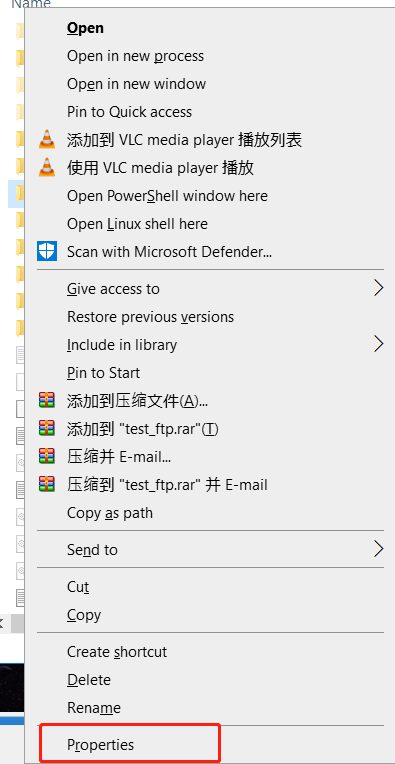 Name
Open
Open in new process
Open in new window
Pin to Quick access
添加到 VLC media player 播放列表
使用 VLC media player 播放
Open PowerShell window here
Open Linux shell here
Scan with Microsoft Defender...
Give access to
Restore previous versions
Include in library
Pin to Start
添加到压缩文件(A)...
添加到 "test_ftp.rar"(T)
压缩并 E-mail...
压缩到 "test_ftp.rar" 并 E-mail
Copy as path
Send to
Cut
Copy
Create shortcut
Delete
Rename
Properties